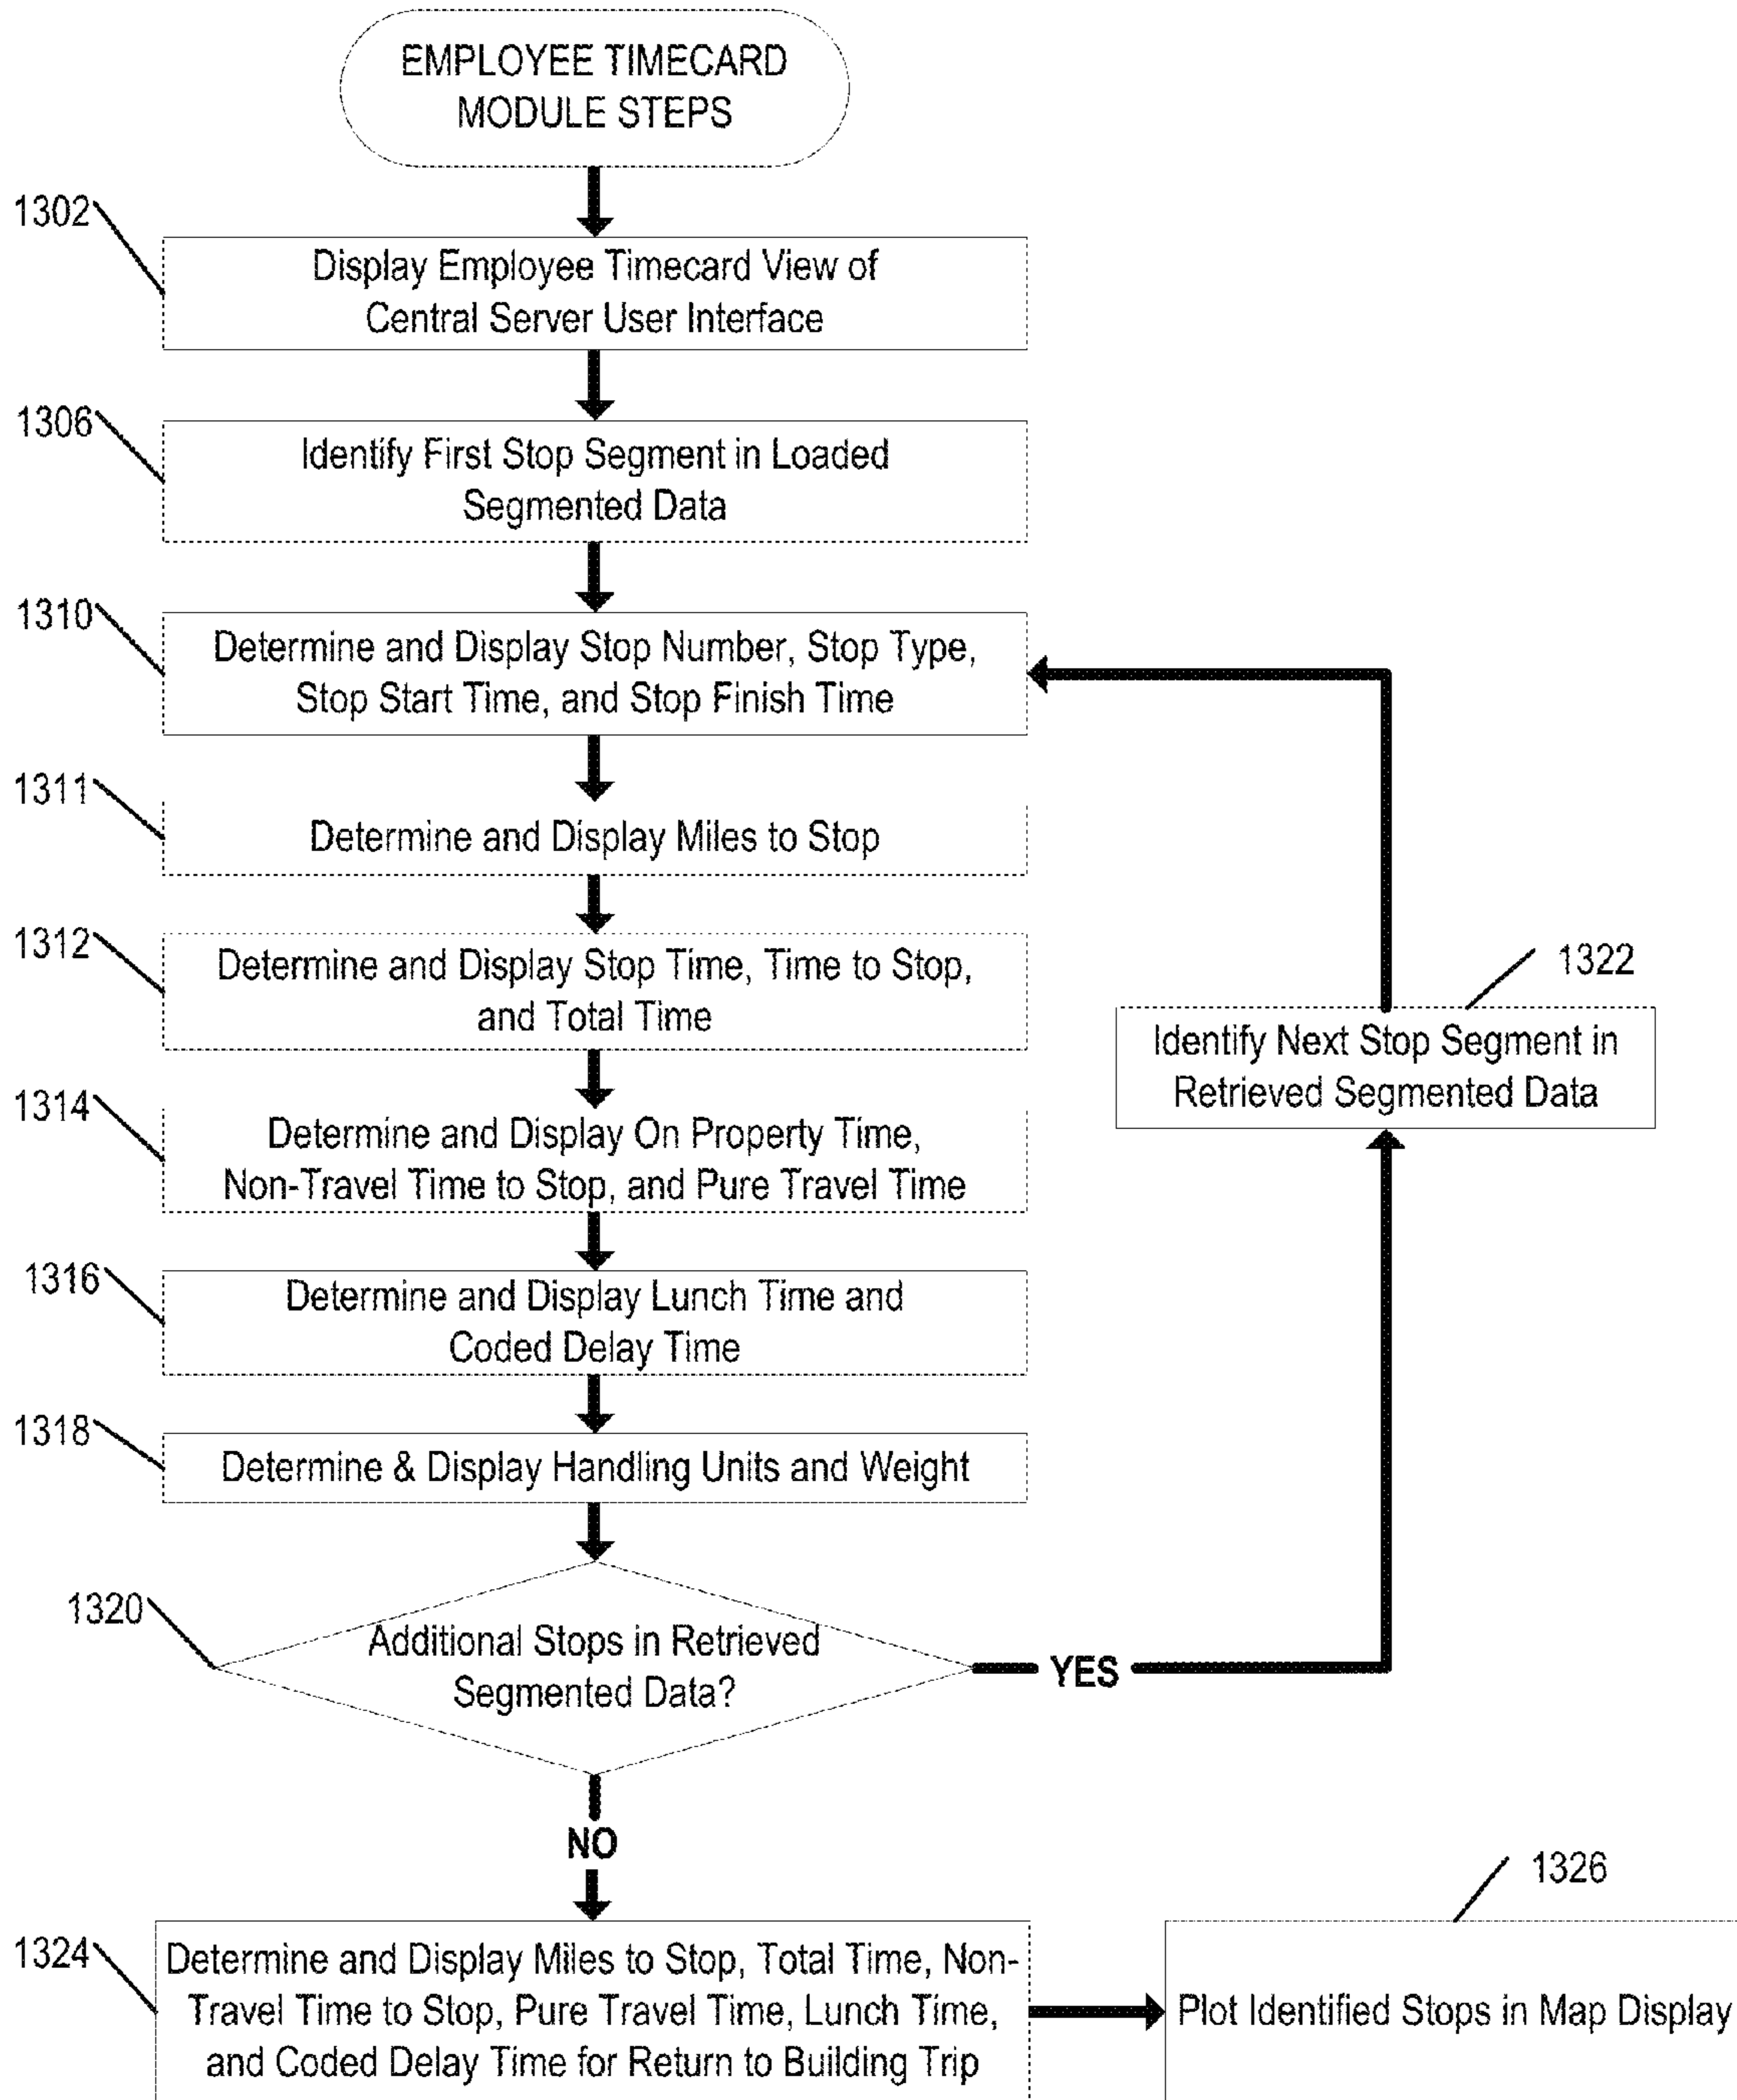 EMPLOYEE TIMECARD
MODULE STEPS
1302
Display Employee Timecard View of
Central Server User Interface
1306
Identify First Stop Segment in Loaded
Segmented Data
1310
Determine and Display Stop Number, Stop Type,
Stop Start Time, and Stop Finish Time
1311
Determine and Display Miles to Stop
1312
Determine and Display Stop Time, Time to Stop,
and Total Time
1322
Identify Next Stop Segment in
Retrieved Segmented Data
1314
Determine and Display On Property Time,
Non-Travel Time to Stop, and Pure Travel Time
1316
Determine and Display Lunch Time and
Coded Delay Time
1318
Determine & Display Handling Units and Weight
1320
Additional Stops in Retrieved
Segmented Data?
YES
NO
1324
Determine and Display Miles to Stop, Total Time, Non-
Travel Time to Stop, Pure Travel Time, Lunch Time,
and Coded Delay Time for Return to Building Trip
1326
Plot Identified Stops in Map Display